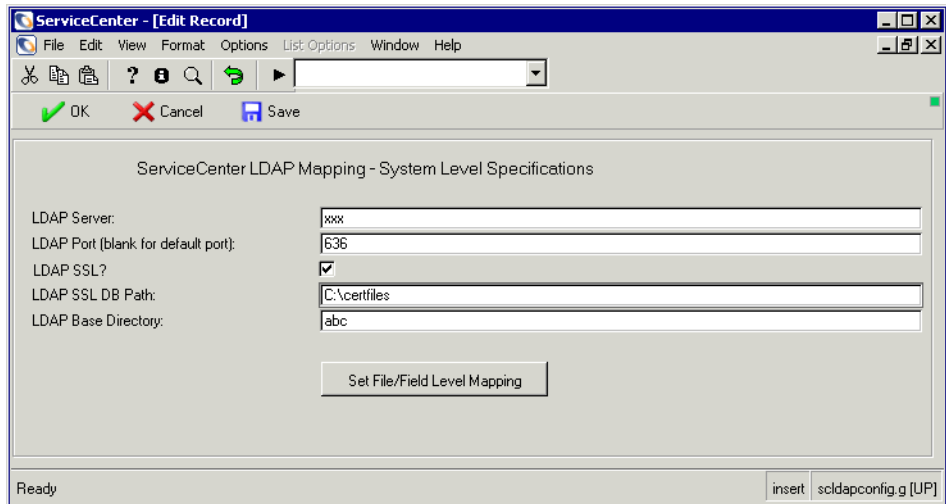 ServiceCenter - [Edit Record]
File Edit View Format Options List Options Window Help
OK Cancel Save
ServiceCenter LDAP Mapping - System Level Specifications
LDAP Server: xxx
LDAP Port (blank for default port): 636
LDAP SSL?
LDAP SSL DB Path: C:\certfiles
LDAP Base Directory: abc
Set File/Field Level Mapping
Ready insert scldapconfig.g [UP]